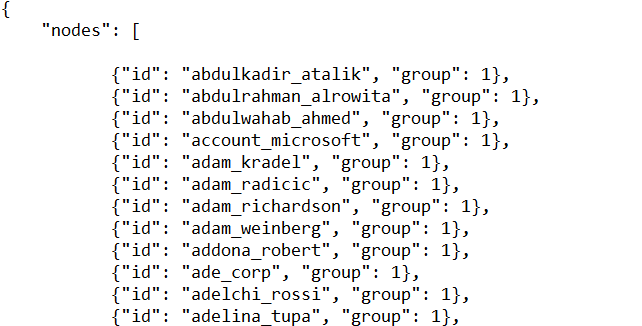 {
"nodes": [
{"id": "abdulkadir_atalik", "group": 1},
{"id": "abdulrahman_alrowita", "group": 1},
{"id": "abdulwahab_ahmed", "group": 1},
{"id": "account_microsoft", "group": 1},
{"id": "adam_kradel", "group": 1},
{"id": "adam_radicic", "group": 1},
{"id": "adam_richardson", "group": 1},
{"id": "adam_weinberg", "group": 1},
{"id": "addona_robert", "group": 1},
{"id": "ade_corp", "group": 1},
{"id": "adelchi_rossi", "group": 1},
{"id": "adelina_tupa", "group": 1},